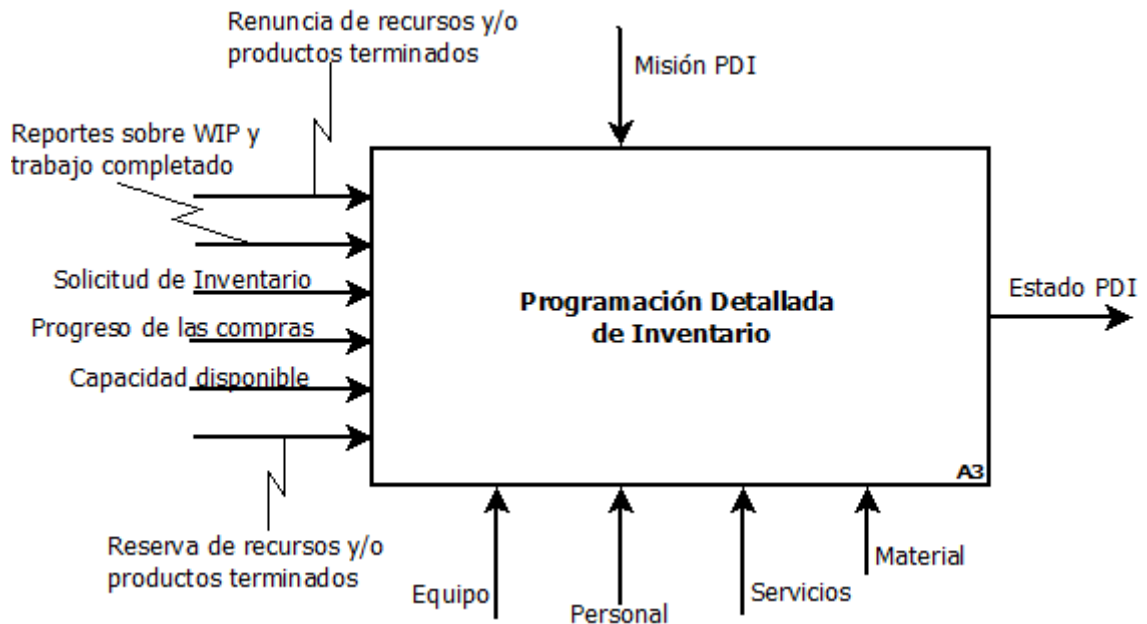 Renuncia de recursos y/o
productos terminados
Misión PDI
Reportes sobre WIP y
trabajo completado
Solicitud de Inventario
Progreso de las compras
Capacidad disponible
Programación Detallada
de Inventario
Estado PDI
A3
Reserva de recursos y/o
productos terminados
Equipo
Personal
Servicios
Material